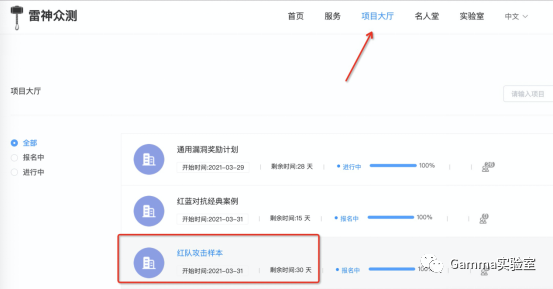 雷神众测
首页 服务 项目大厅 名人堂 实验室 中文
项目大厅
请输入项目
全部
报名中
进行中
通用漏洞奖励计划
开始时间:2021-03-29 剩余时间:28 天 进行中 100%
红蓝对抗经典案例
开始时间:2021-03-31 剩余时间:15 天 报名中 100%
红队攻击样本
开始时间:2021-03-31 剩余时间:30 天 报名中 100%
Gamma实验室